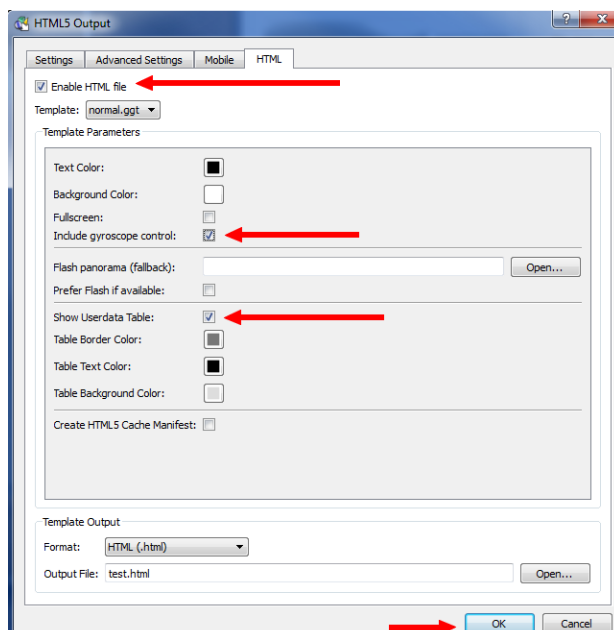 HTML5 Output
Settings Advanced Settings Mobile HTML
Enable HTML file
Template: normal.ggt
Template Parameters
Text Color:
Background Color:
Fullscreen:
Include gyroscope control:
Flash panorama (fallback): Open...
Prefer Flash if available:
Show Userdata Table:
Table Border Color:
Table Text Color:
Table Background Color:
Create HTML5 Cache Manifest:
Template Output
Format: HTML (.html)
Output File: test.html Open...
OK Cancel